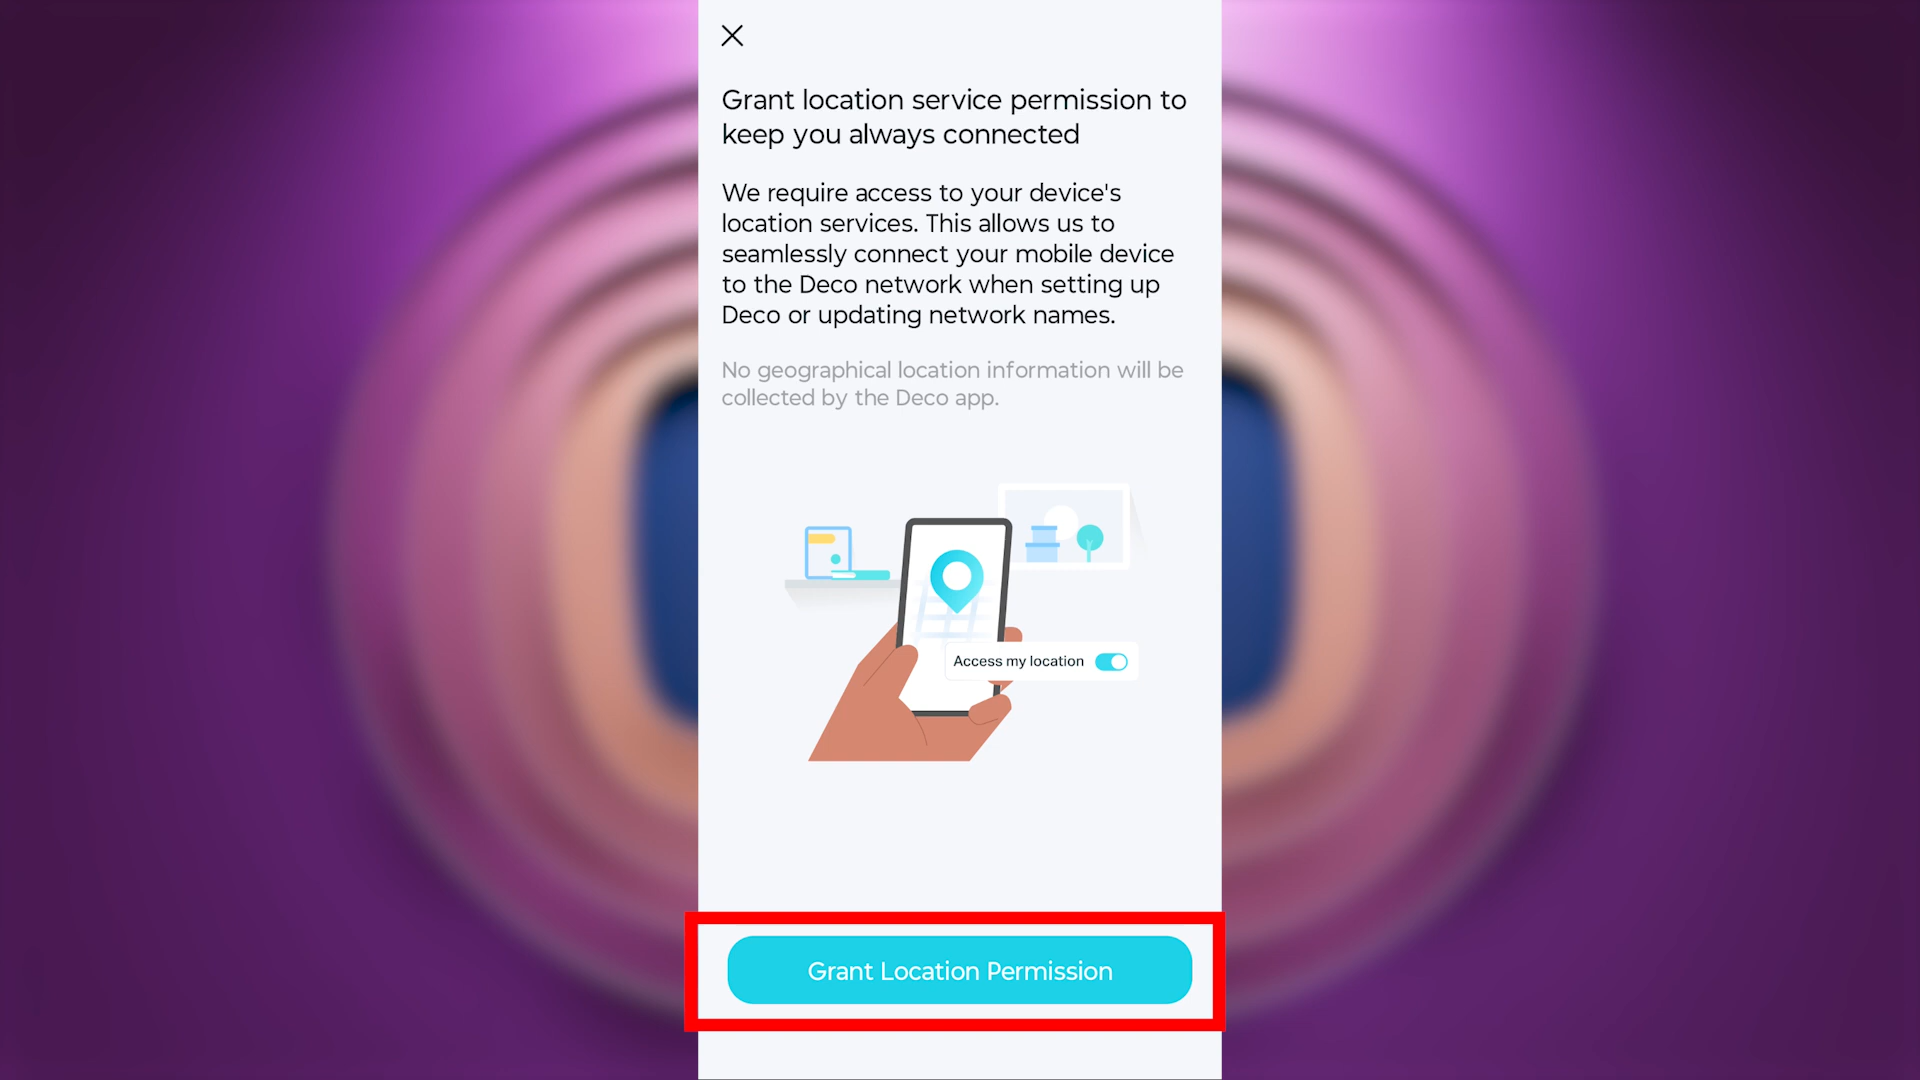 Grant location service permission to
keep you always connected
We require access to your device's
location services. This allows us to
seamlessly connect your mobile device
to the Deco network when setting up
Deco or updating network names.
No geographical location information will be
collected by the Deco app.
Access my location
Grant Location Permission